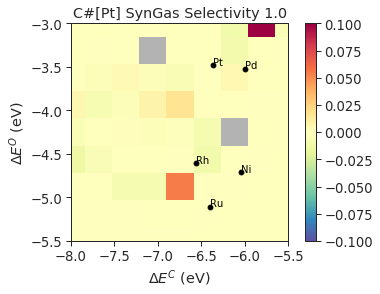 C#[Pt] SynGas Selectivity 1.0
−3.0
−3.5
−4.0
−4.5
−5.0
−5.5
ΔE^O (eV)
Pt
Pd
Rh
Ni
Ru
−8.0 −7.5 −7.0 −6.5 −6.0 −5.5
ΔE^C (eV)
0.100
0.075
0.050
0.025
0.000
−0.025
−0.050
−0.075
−0.100